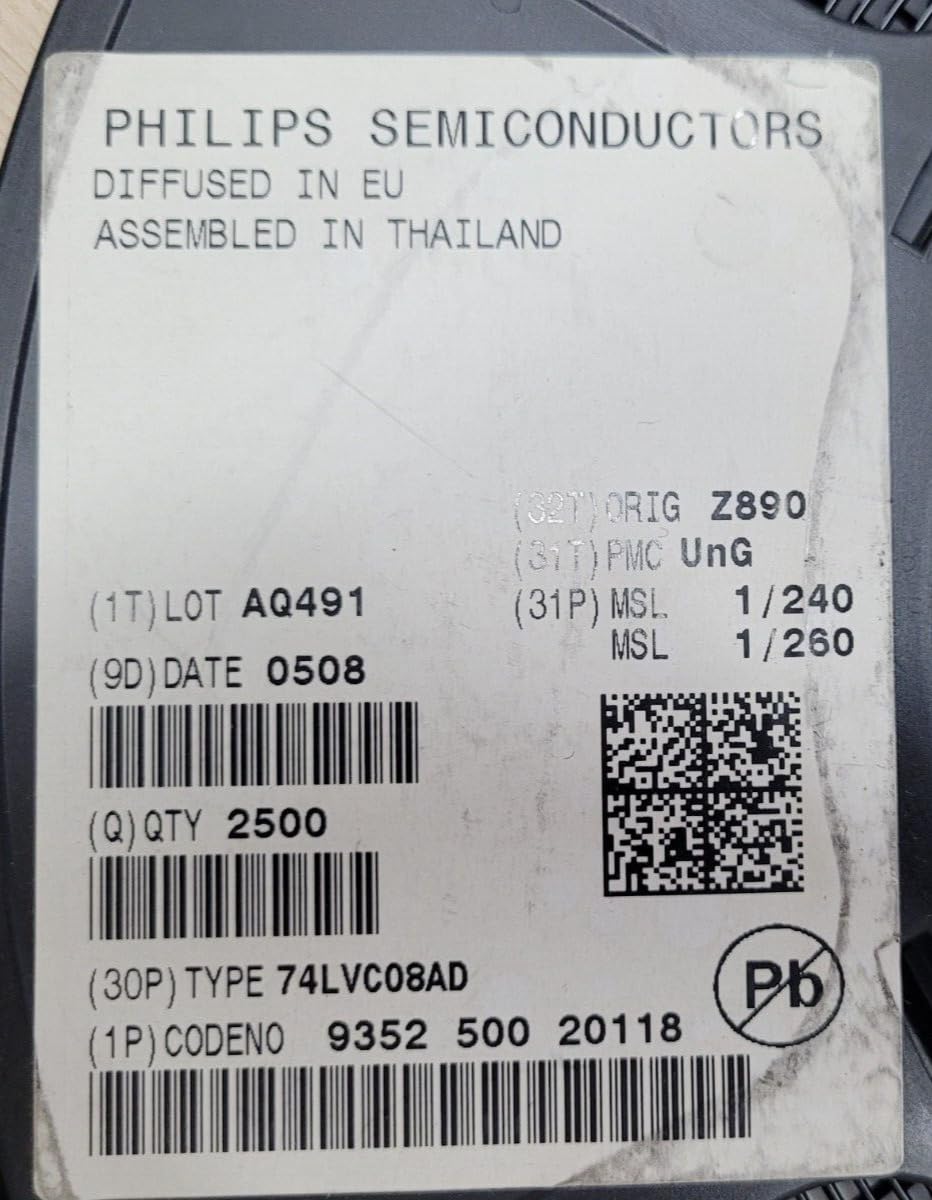 PHILIPS SEMICONDUCTORS
DIFFUSED IN EU
ASSEMBLED IN THAILAND
(32T) ORIG Z890
(31T) PMC UnG
(1T) LOT AQ491
(31P) MSL 1/240
MSL 1/260
(9D) DATE 0508
(Q) QTY 2500
(30P) TYPE 74LVC08AD
Pb
(1P) CODENO 9352 500 20118